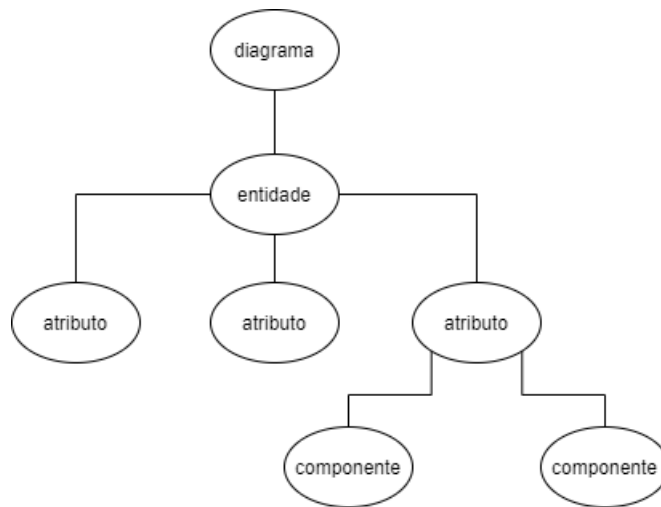 diagrama
entidade
atributo
atributo
atributo
componente
componente